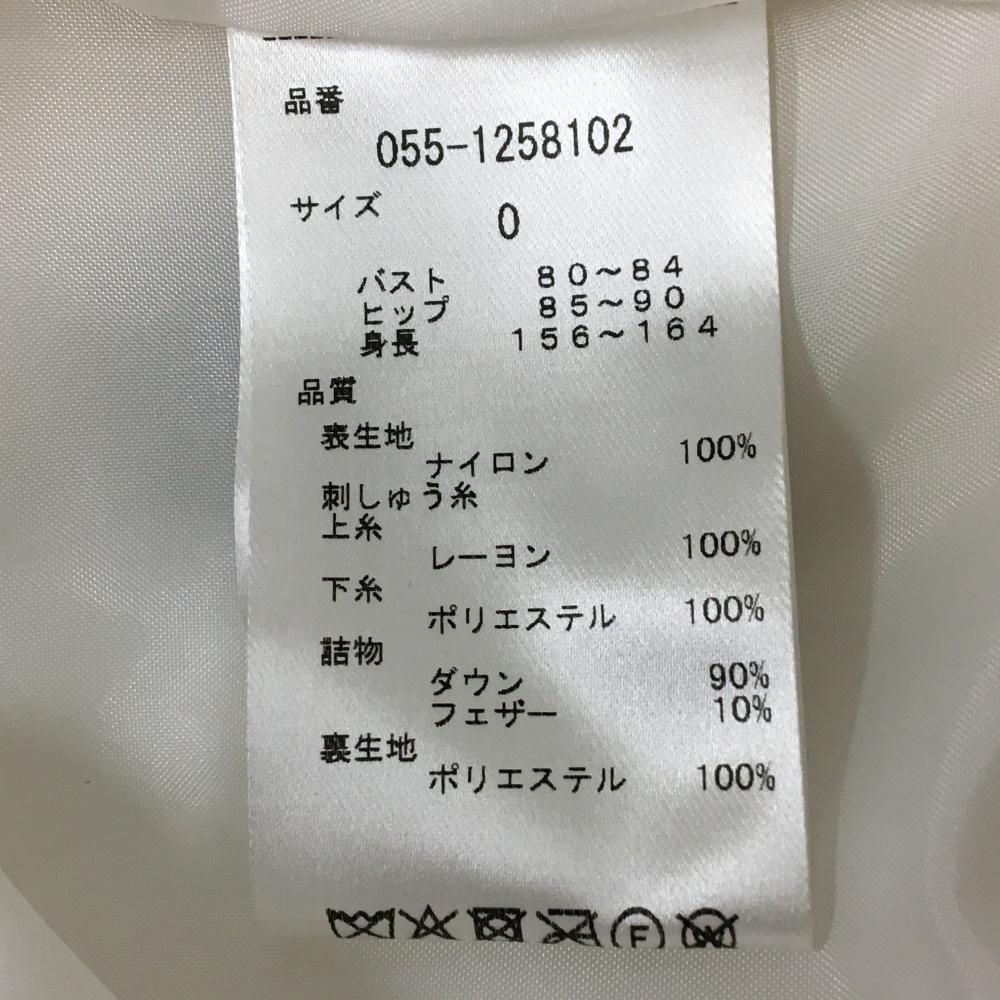 品番
055-1258102
サイズ 0
バスト 80～84
ヒップ 85～90
身長 156～164
品質
表生地
ナイロン 100%
刺しゅう糸
上糸
レーヨン 100%
下糸
ポリエステル 100%
詰物
ダウン 90%
フェザー 10%
裏生地
ポリエステル 100%
F W